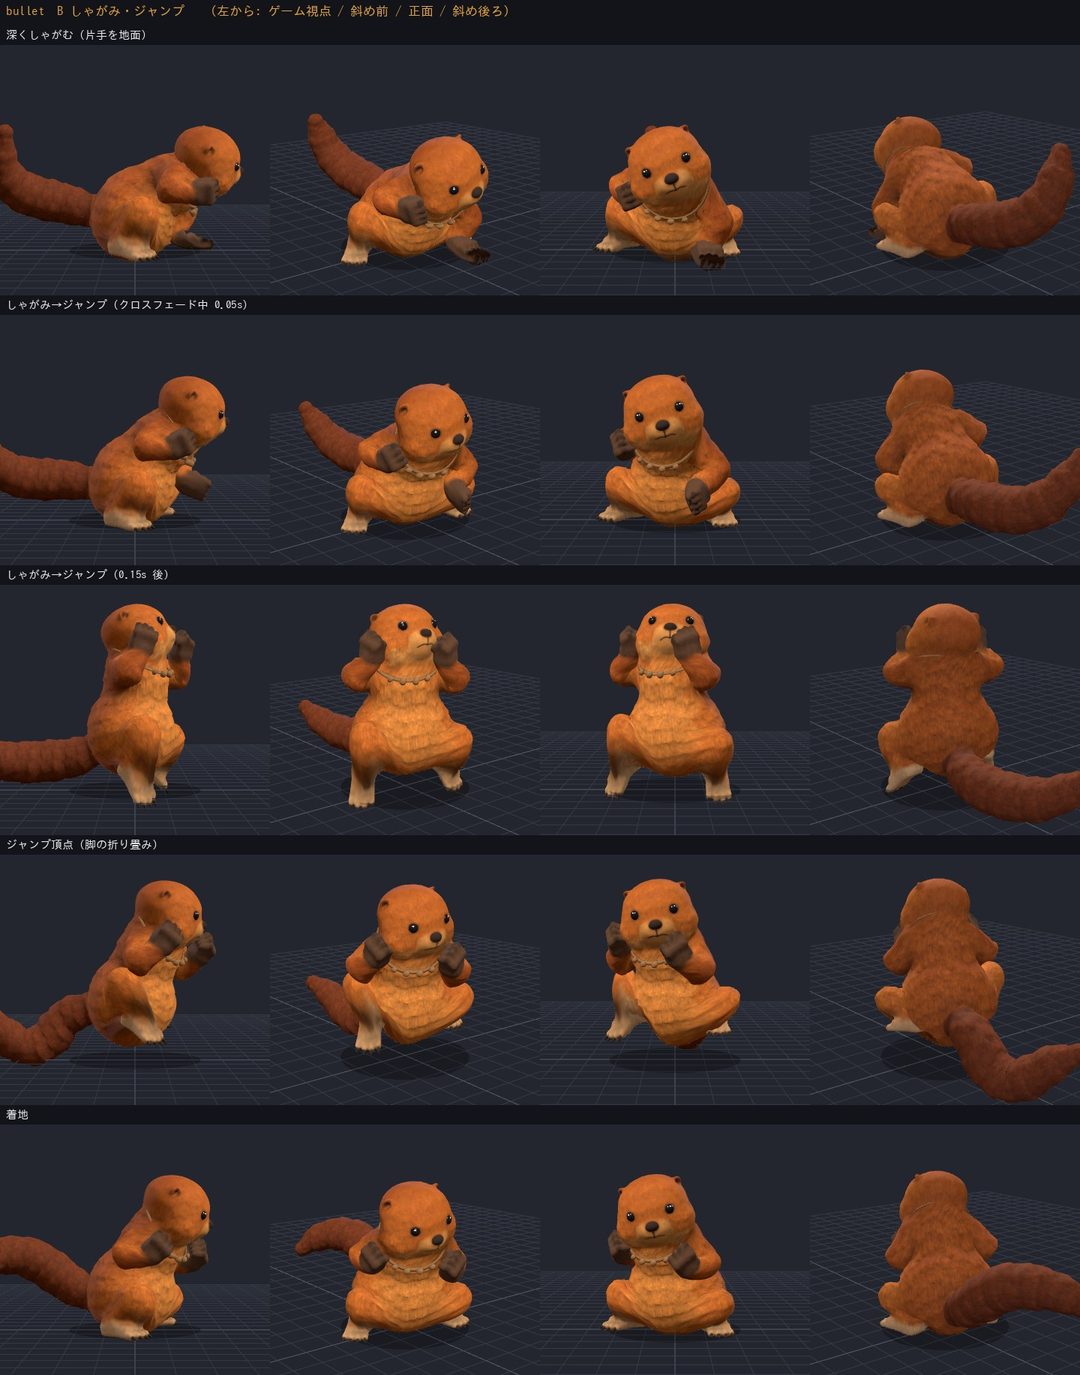 bullet B しゃがみ・ジャンプ (左から: ゲーム視点 / 斜め前 / 正面 / 斜め後ろ)
深くしゃがむ (片手を地面)
しゃがみ→ジャンプ (クロスフェード中 0.05s)
しゃがみ→ジャンプ (0.15s 後)
ジャンプ頂点 (脚の折り畳み)
着地